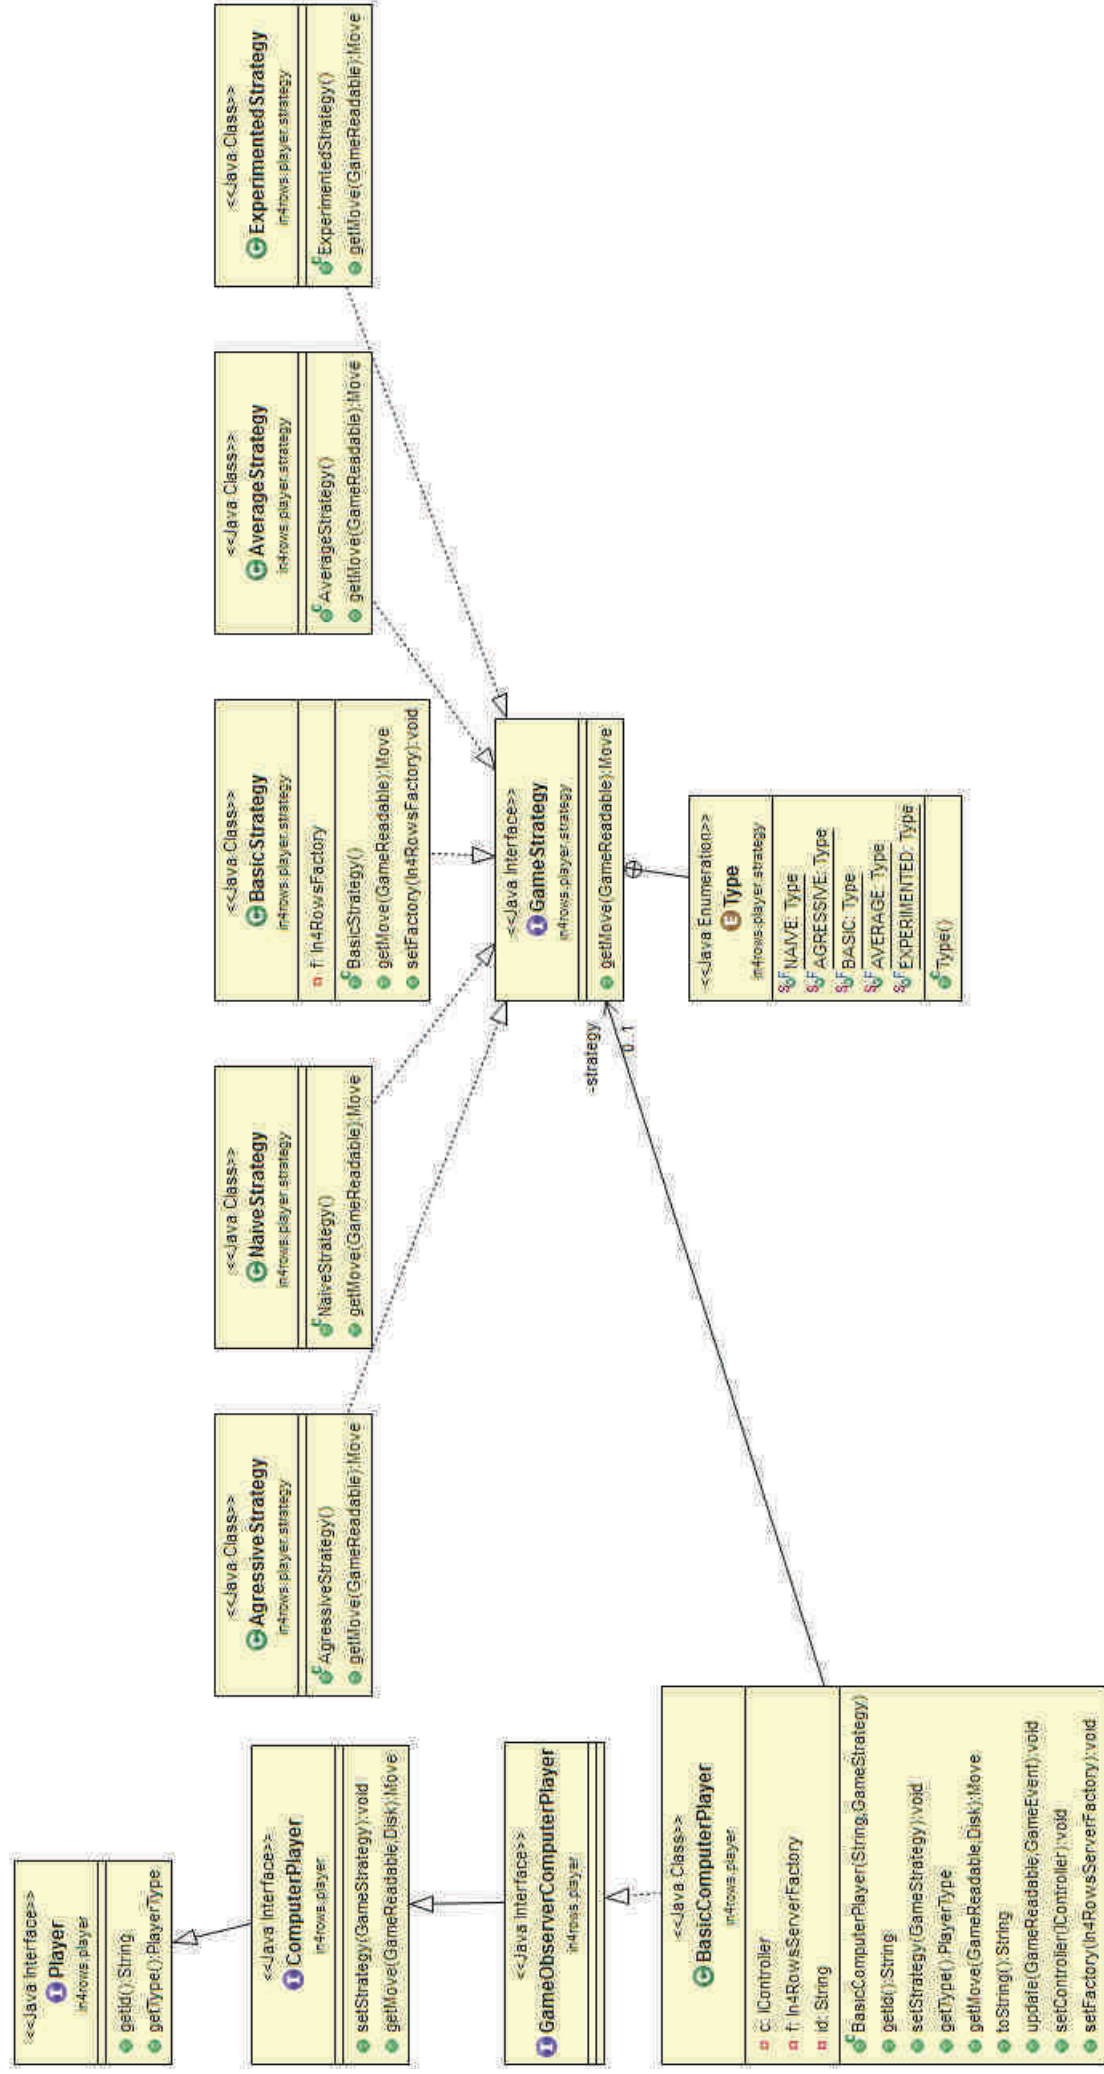 <<Java Interface>>
Player
in4rows.player
getId():String
getType():PlayerType
<<Java Interface>>
ComputerPlayer
in4rows.player
setStrategy(GameStrategy):void
getMove(GameReadable,Disk):Move
<<Java Interface>>
GameObserverComputerPlayer
in4rows.player
<<Java Class>>
BasicComputerPlayer
in4rows.player
c: IController
f: In4RowsServerFactory
id: String
BasicComputerPlayer(String,GameStrategy)
getId():String
setStrategy(GameStrategy):void
getType():PlayerType
getMove(GameReadable,Disk):Move
toString():String
update(GameReadable,GameEvent):void
setController(IController):void
setFactory(In4RowsServerFactory):void
<<Java Class>>
AgressiveStrategy
in4rows.player.strategy
AgressiveStrategy()
getMove(GameReadable):Move
<<Java Class>>
NaiveStrategy
in4rows.player.strategy
NaiveStrategy()
getMove(GameReadable):Move
<<Java Class>>
BasicStrategy
in4rows.player.strategy
f: In4RowsFactory
BasicStrategy()
getMove(GameReadable):Move
setFactory(In4RowsFactory):void
<<Java Class>>
AverageStrategy
in4rows.player.strategy
AverageStrategy()
getMove(GameReadable):Move
<<Java Class>>
ExperimentedStrategy
in4rows.player.strategy
ExperimentedStrategy()
getMove(GameReadable):Move
<<Java Interface>>
GameStrategy
in4rows.player.strategy
getMove(GameReadable):Move
-strategy
0..1
<<Java Enumeration>>
Type
in4rows.player.strategy
NAIVE: Type
AGRESSIVE: Type
BASIC: Type
AVERAGE: Type
EXPERIMENTED: Type
Type()